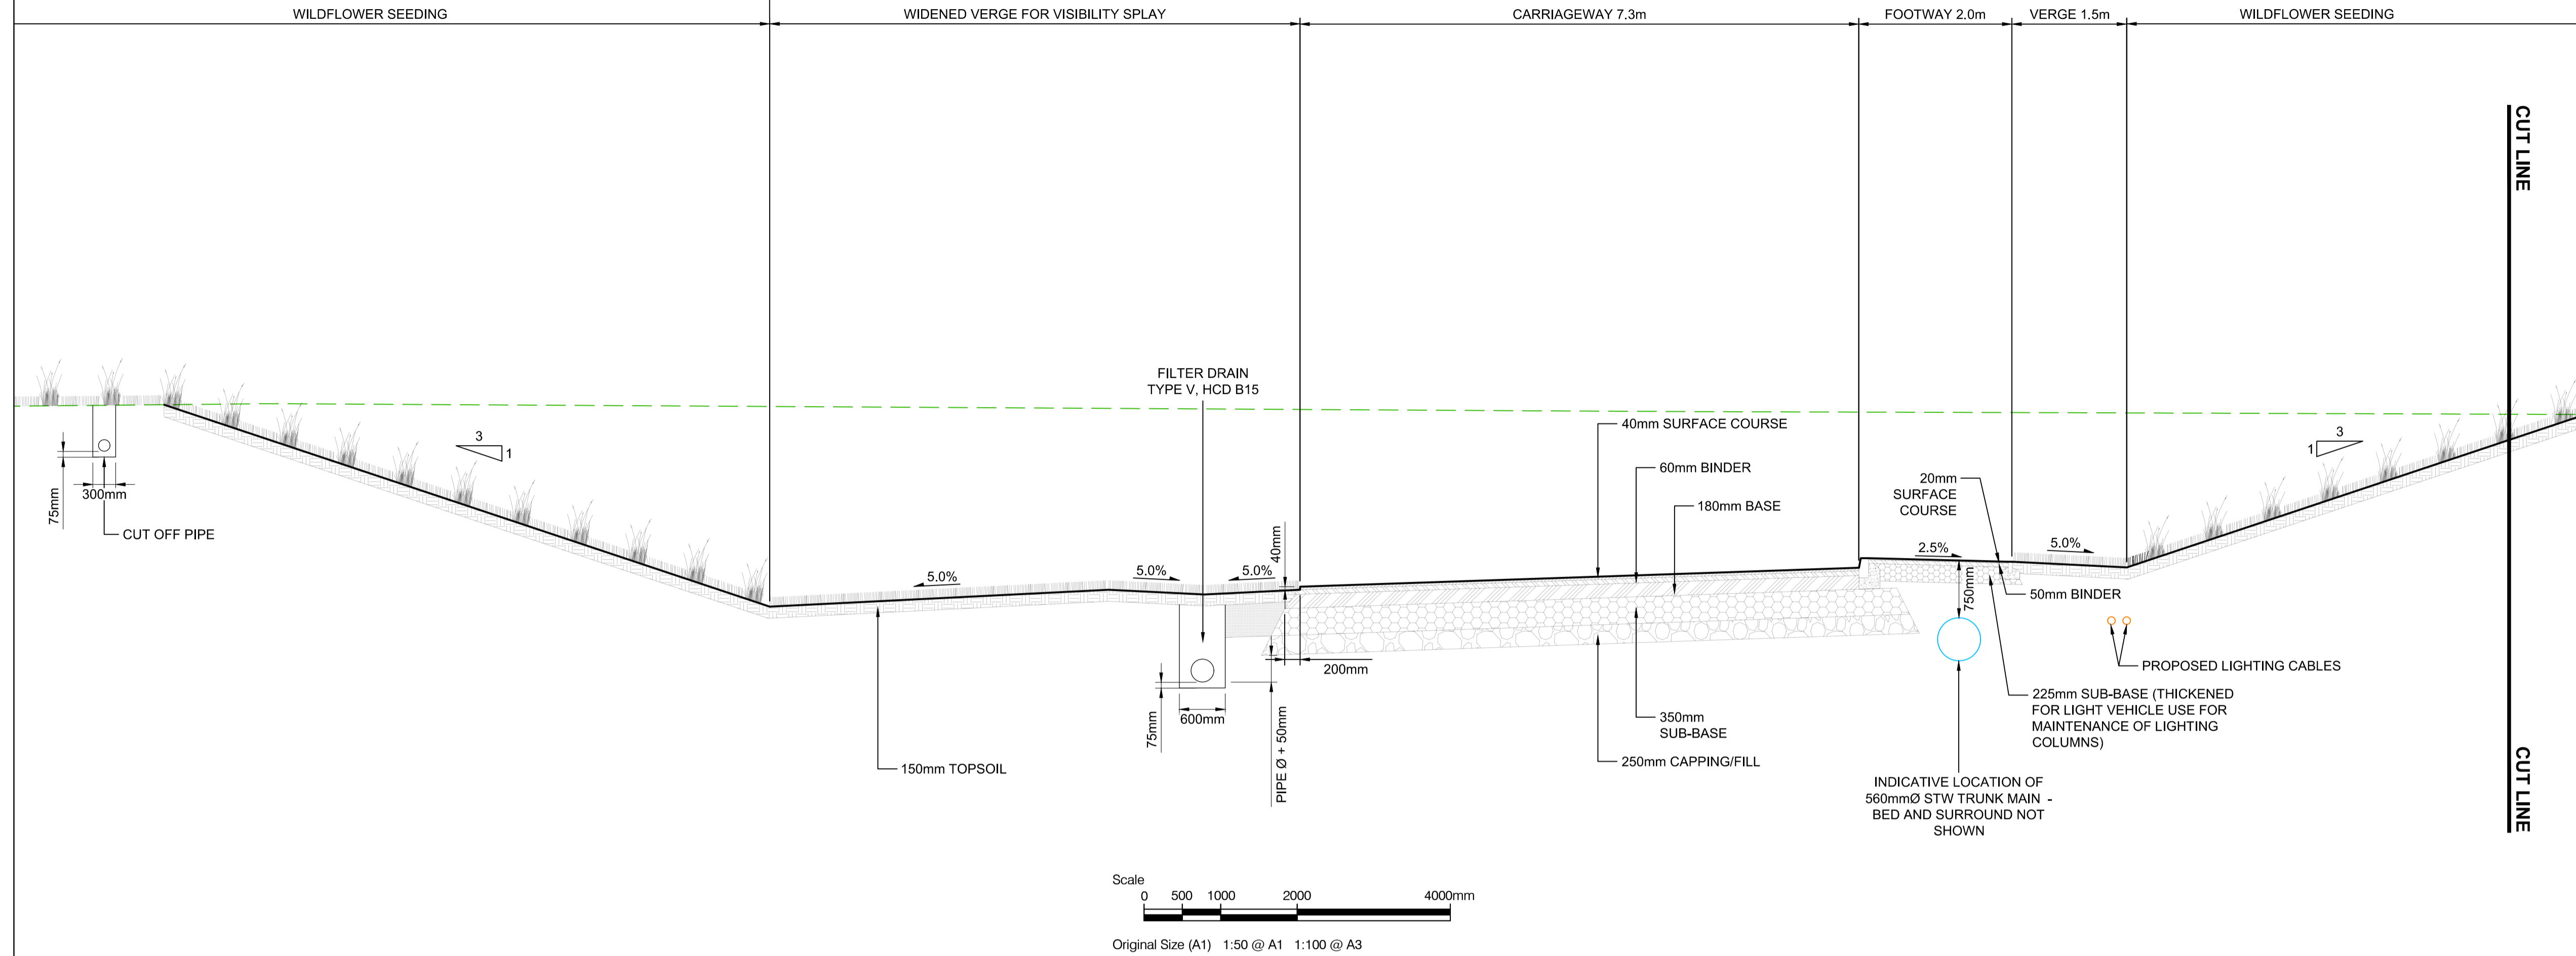 WILDFLOWER SEEDING
WIDENED VERGE FOR VISIBILITY SPLAY
CARRIAGEWAY 7.3m
FOOTWAY 2.0m
VERGE 1.5m
WILDFLOWER SEEDING
CUT LINE
FILTER DRAIN
TYPE V, HCD B15
3
1
75mm
300mm
CUT OFF PIPE
5.0%
5.0%
5.0%
40mm
40mm SURFACE COURSE
60mm BINDER
180mm BASE
20mm
SURFACE
COURSE
2.5%
5.0%
3
1
750mm
50mm BINDER
PROPOSED LIGHTING CABLES
200mm
75mm
600mm
PIPE Ø + 50mm
350mm
SUB-BASE
250mm CAPPING/FILL
150mm TOPSOIL
225mm SUB-BASE (THICKENED
FOR LIGHT VEHICLE USE FOR
MAINTENANCE OF LIGHTING
COLUMNS)
INDICATIVE LOCATION OF
560mmØ STW TRUNK MAIN -
BED AND SURROUND NOT
SHOWN
CUT LINE
Scale
0 500 1000 2000 4000mm
Original Size (A1) 1:50 @ A1 1:100 @ A3